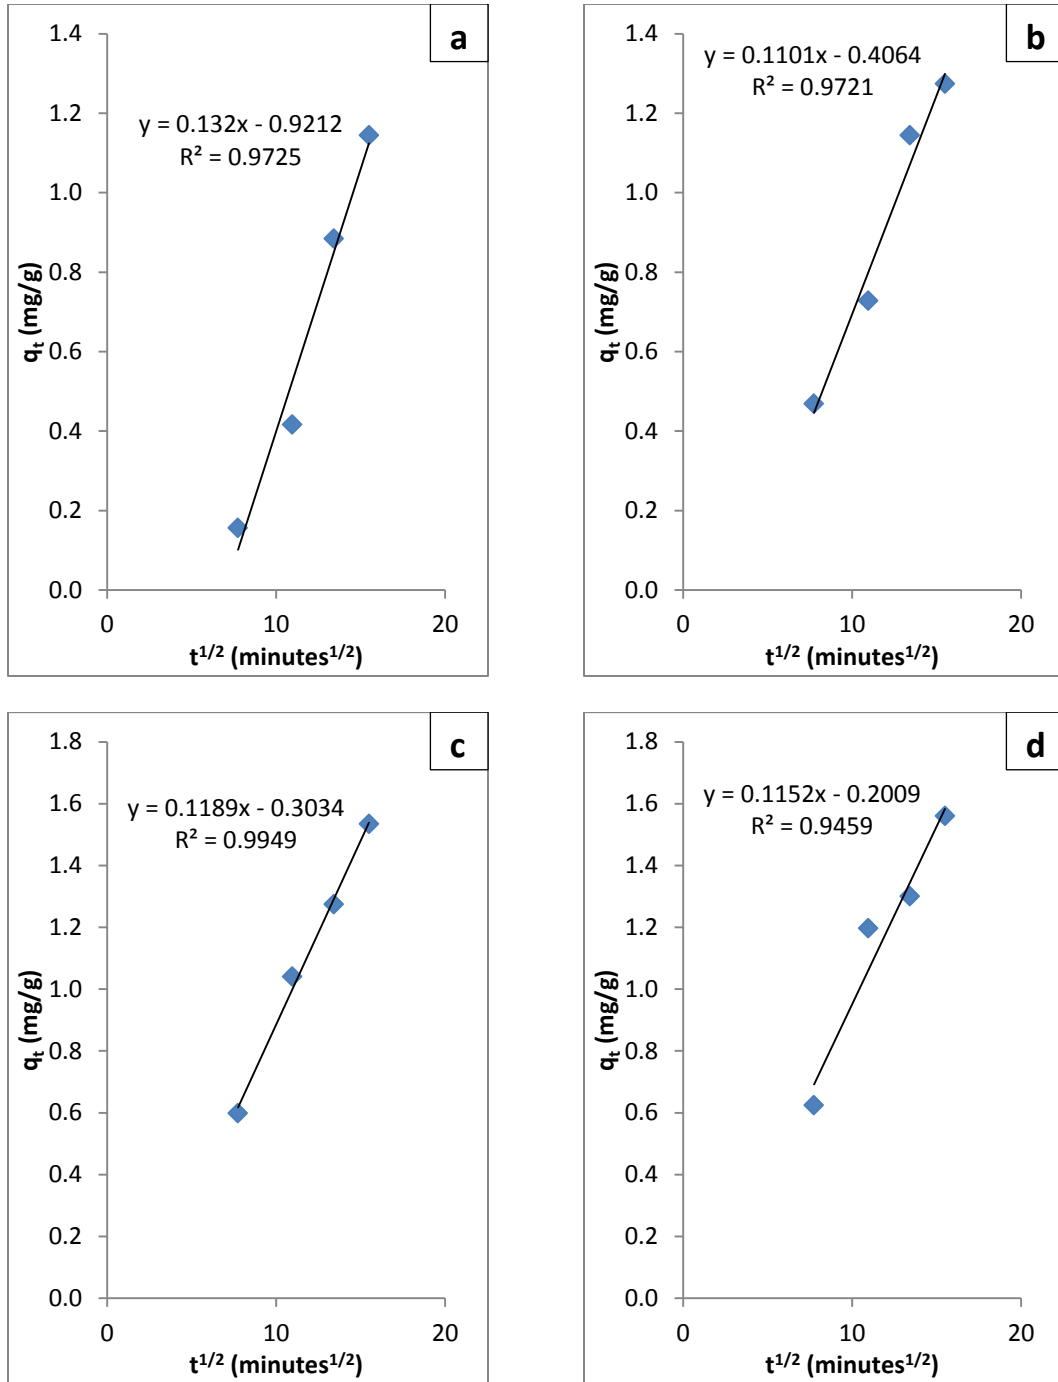 a
y = 0.132x - 0.9212
R² = 0.9725
1.4
1.2
1.0
0.8
0.6
0.4
0.2
0.0
0
10
20
qₜ (mg/g)
t¹/² (minutes¹/²)
b
y = 0.1101x - 0.4064
R² = 0.9721
1.4
1.2
1.0
0.8
0.6
0.4
0.2
0.0
0
10
20
qₜ (mg/g)
t¹/² (minutes¹/²)
c
y = 0.1189x - 0.3034
R² = 0.9949
1.8
1.6
1.4
1.2
1.0
0.8
0.6
0.4
0.2
0.0
0
10
20
qₜ (mg/g)
t¹/² (minutes¹/²)
d
y = 0.1152x - 0.2009
R² = 0.9459
1.8
1.6
1.4
1.2
1.0
0.8
0.6
0.4
0.2
0.0
0
10
20
qₜ (mg/g)
t¹/² (minutes¹/²)